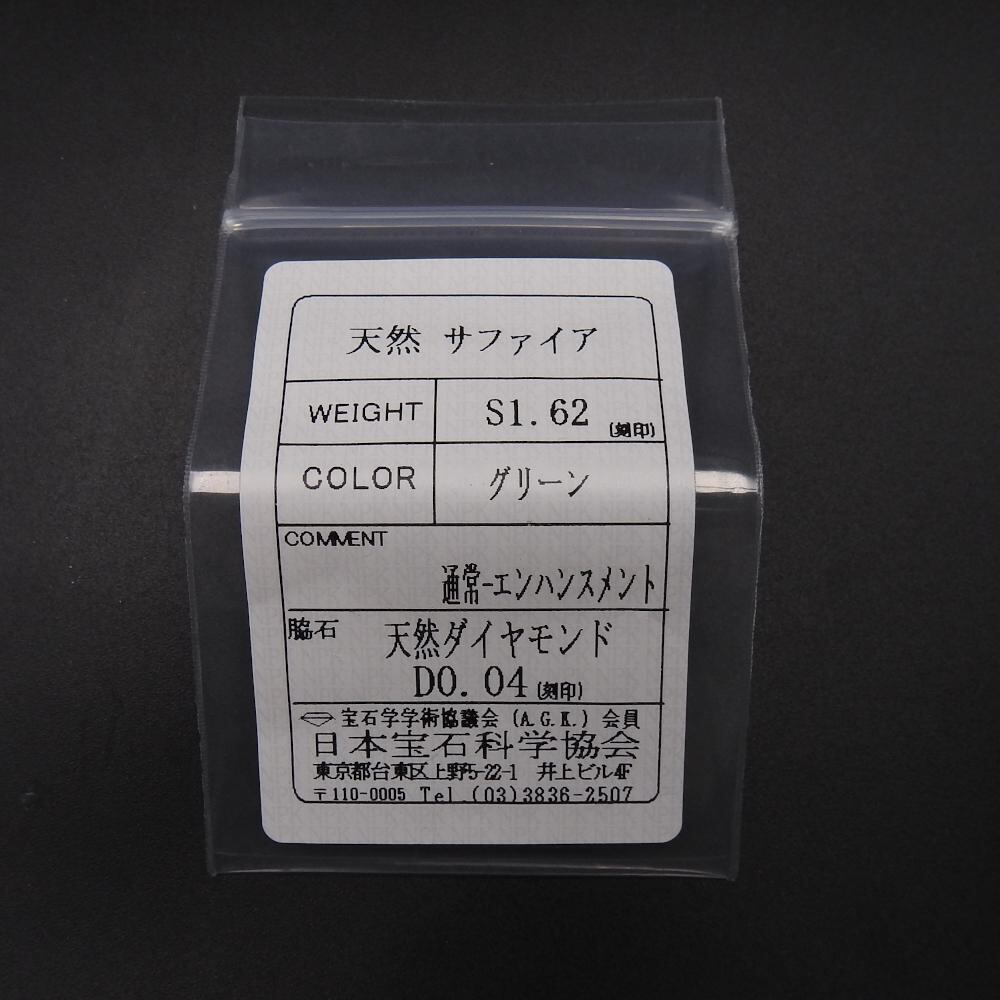 天然 サファイア
WEIGHT S1.62 (刻印)
COLOR グリーン
COMMENT
通常-エンハンスメント
脇石 天然ダイヤモンド
D0.04 (刻印)
宝石学学術協議会 (A.G.K.) 会員
日本宝石科学協会
東京都台東区上野5-22-1 井上ビル4F
〒110-0005 Tel.(03)3836-2507